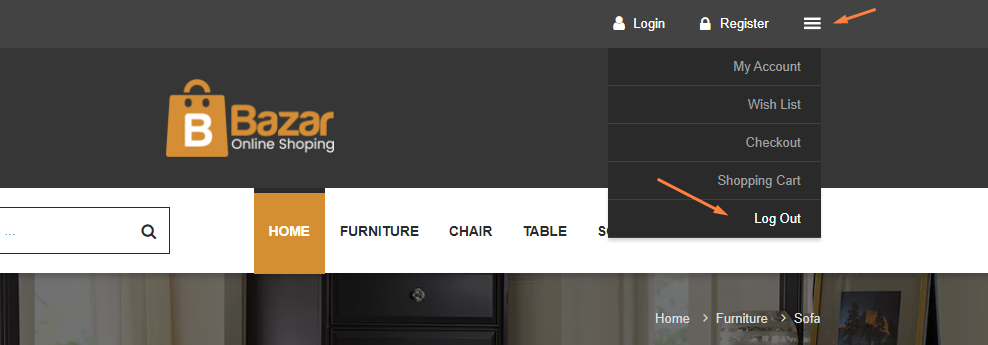 Login Register
My Account
Wish List
Checkout
Shopping Cart
Log Out
B Bazar
Online Shoping
...
HOME FURNITURE CHAIR TABLE
Home > Furniture > Sofa